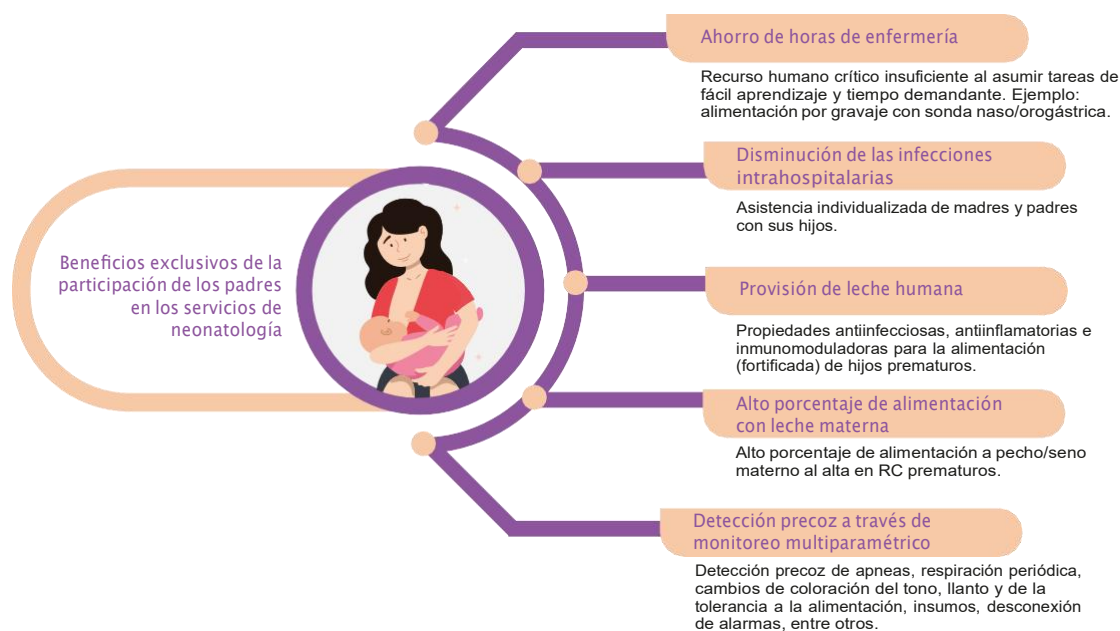 Beneficios exclusivos de la
participación de los padres
en los servicios de
neonatología
Ahorro de horas de enfermería
Recurso humano crítico insuficiente al asumir tareas de
fácil aprendizaje y tiempo demandante. Ejemplo:
alimentación por gravaje con sonda naso/orogástrica.
Disminución de las infecciones
intrahospitalarias
Asistencia individualizada de madres y padres
con sus hijos.
Provisión de leche humana
Propiedades antiinfecciosas, antiinflamatorias e
inmunomoduladoras para la alimentación
(fortificada) de hijos prematuros.
Alto porcentaje de alimentación
con leche materna
Alto porcentaje de alimentación a pecho/seno
materno al alta en RC prematuros.
Detección precoz a través de
monitoreo multiparamétrico
Detección precoz de apneas, respiración periódica,
cambios de coloración del tono, llanto y de la
tolerancia a la alimentación, insumos, desconexión
de alarmas, entre otros.